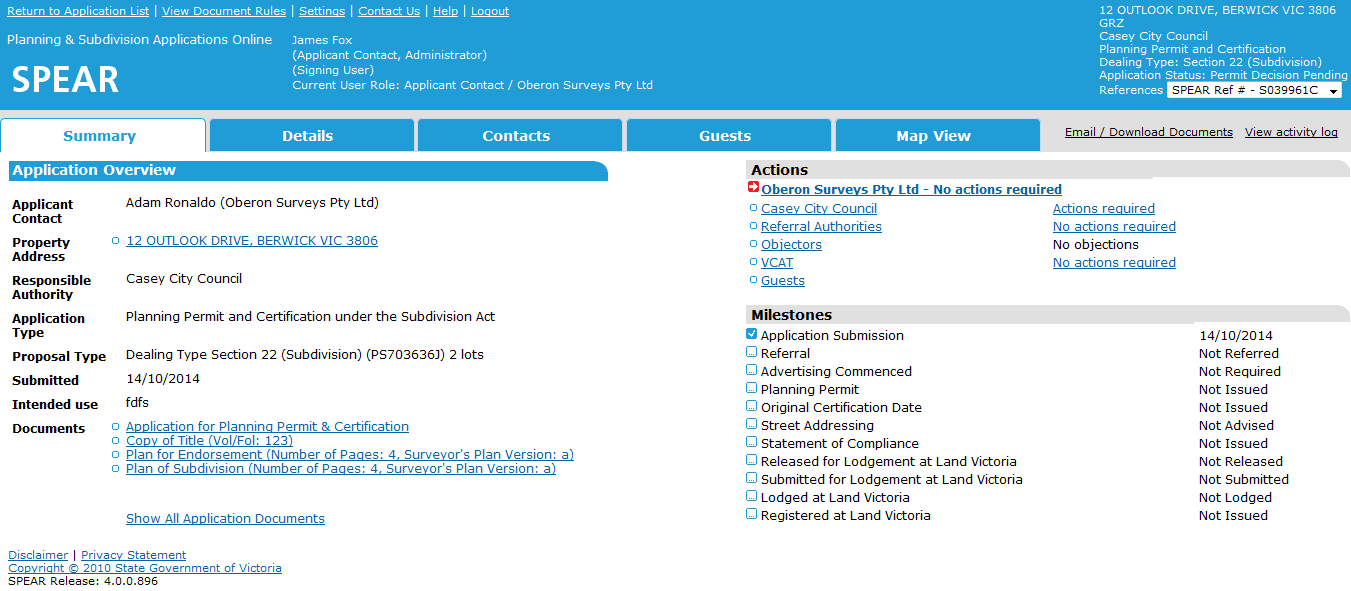 Return to Application List | View Document Rules | Settings | Contact Us | Help | Logout
Planning & Subdivision Applications Online
SPEAR
James Fox
(Applicant Contact, Administrator)
(Signing User)
Current User Role: Applicant Contact / Oberon Surveys Pty Ltd
12 OUTLOOK DRIVE, BERWICK VIC 3806
GRZ
Casey City Council
Planning Permit and Certification
Dealing Type: Section 22 (Subdivision)
Application Status: Permit Decision Pending
References SPEAR Ref # - S039961C
Summary Details Contacts Guests Map View
Email / Download Documents View activity log
Application Overview
Applicant Contact Adam Ronaldo (Oberon Surveys Pty Ltd)
Property Address 12 OUTLOOK DRIVE, BERWICK VIC 3806
Responsible Authority Casey City Council
Application Type Planning Permit and Certification under the Subdivision Act
Proposal Type Dealing Type Section 22 (Subdivision) (PS703636J) 2 lots
Submitted 14/10/2014
Intended use fdfs
Documents Application for Planning Permit & Certification
Copy of Title (Vol/Fol: 123)
Plan for Endorsement (Number of Pages: 4, Surveyor's Plan Version: a)
Plan of Subdivision (Number of Pages: 4, Surveyor's Plan Version: a)
Show All Application Documents
Actions
Oberon Surveys Pty Ltd - No actions required
Casey City Council Actions required
Referral Authorities No actions required
Objectors No objections
VCAT No actions required
Guests
Milestones
Application Submission 14/10/2014
Referral Not Referred
Advertising Commenced Not Required
Planning Permit Not Issued
Original Certification Date Not Issued
Street Addressing Not Advised
Statement of Compliance Not Issued
Released for Lodgement at Land Victoria Not Released
Submitted for Lodgement at Land Victoria Not Submitted
Lodged at Land Victoria Not Lodged
Registered at Land Victoria Not Issued
Disclaimer | Privacy Statement
Copyright © 2010 State Government of Victoria
SPEAR Release: 4.0.0.896